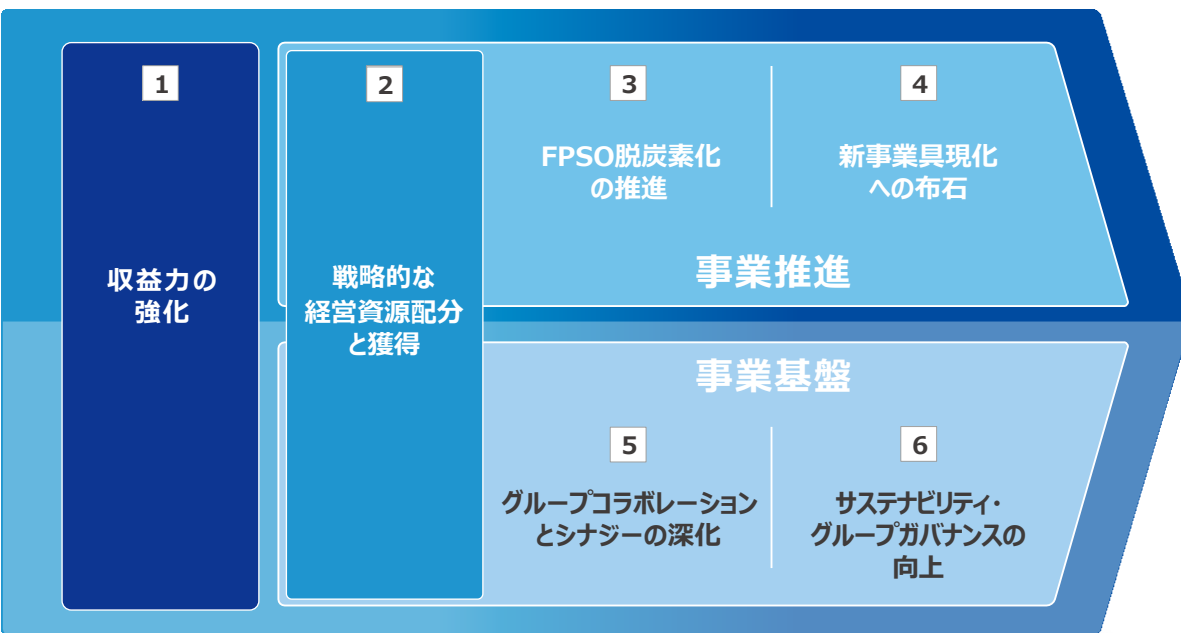 1
収益力の
強化
2
戦略的な
経営資源配分
と獲得
3
FPSO脱炭素化
の推進
4
新事業具現化
への布石
事業推進
事業基盤
5
グループコラボレーション
とシナジーの深化
6
サステナビリティ・
グループガバナンスの
向上